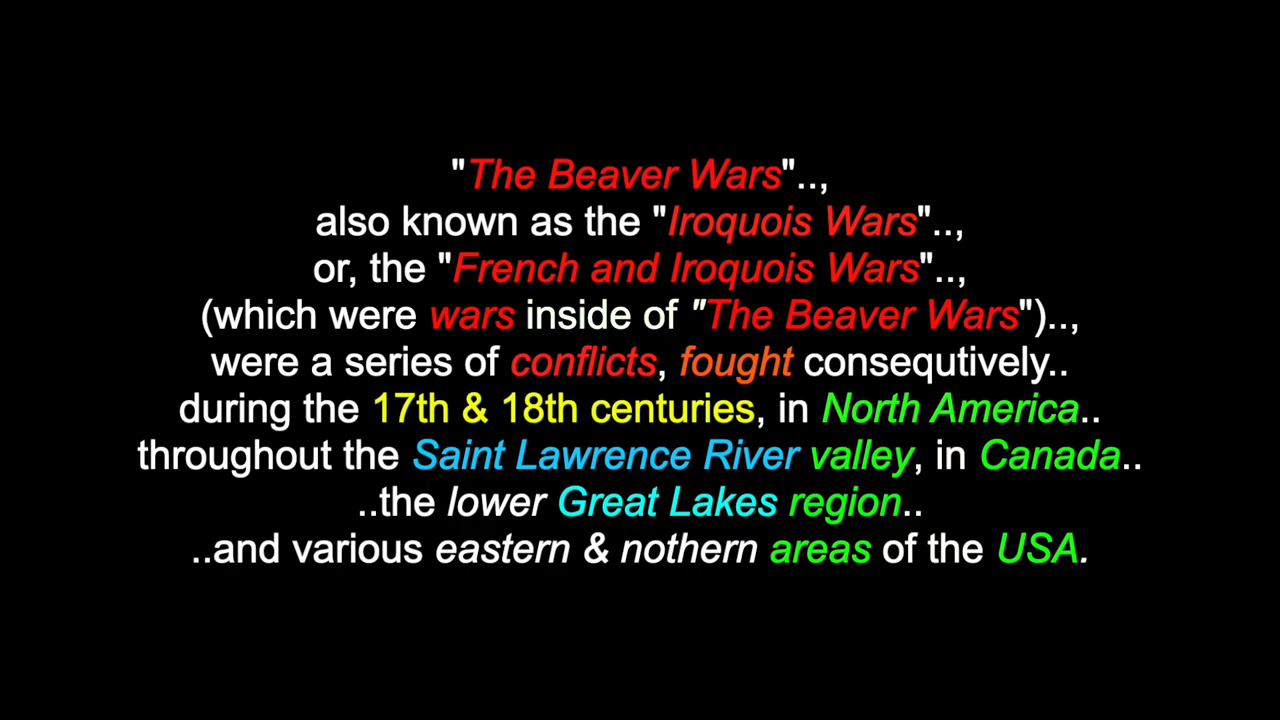 "The Beaver Wars"..,
also known as the "Iroquois Wars"..,
or, the "French and Iroquois Wars"..,
(which were wars inside of "The Beaver Wars")..,
were a series of conflicts, fought consequtively..
during the 17th & 18th centuries, in North America..
throughout the Saint Lawrence River valley, in Canada..
..the lower Great Lakes region..
..and various eastern & nothern areas of the USA.